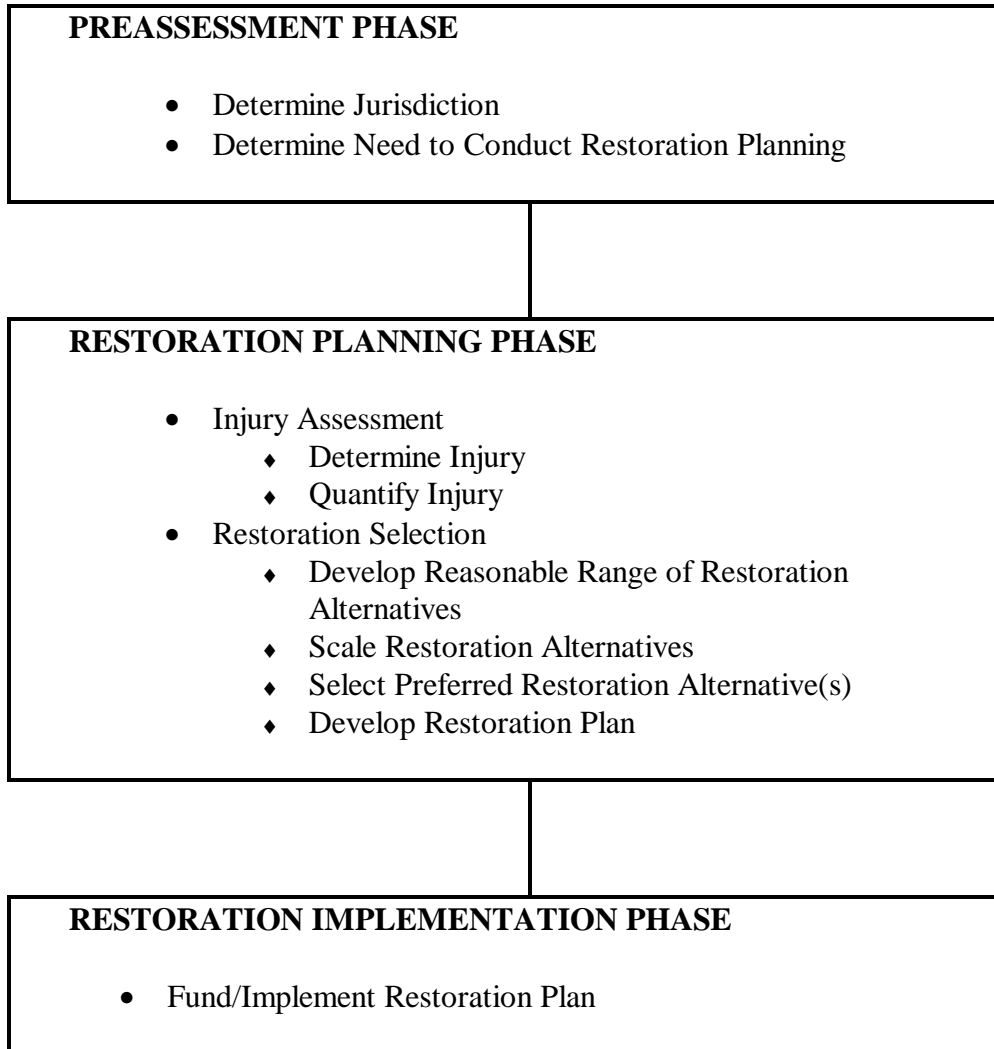 PREASSESSMENT PHASE
• Determine Jurisdiction
• Determine Need to Conduct Restoration Planning
RESTORATION PLANNING PHASE
• Injury Assessment
♦ Determine Injury
♦ Quantify Injury
• Restoration Selection
♦ Develop Reasonable Range of Restoration
Alternatives
♦ Scale Restoration Alternatives
♦ Select Preferred Restoration Alternative(s)
♦ Develop Restoration Plan
RESTORATION IMPLEMENTATION PHASE
• Fund/Implement Restoration Plan